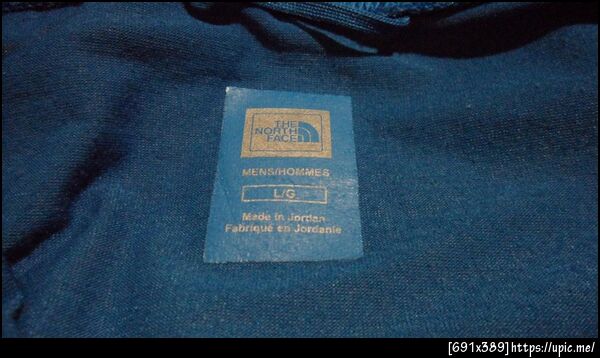 THE
NORTH
FACE
MENS/HOMMES
L/G
Made in Jordan
Fabriqué en Jordanie
[691x389]https://upic.me/